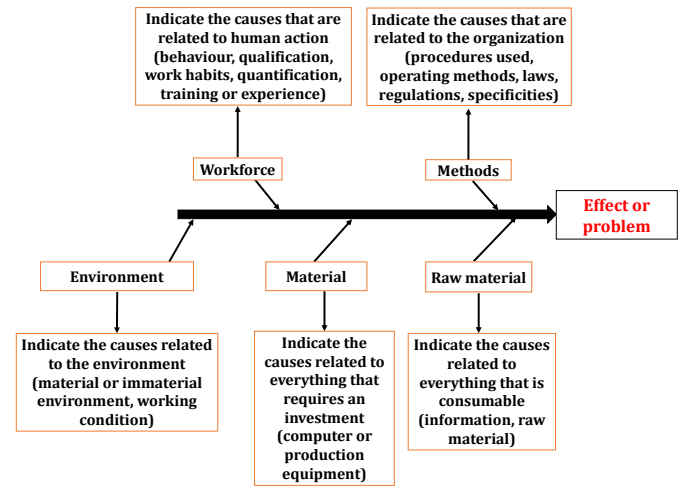 Indicate the causes that are
related to human action
(behaviour, qualification,
work habits, quantification,
training or experience)
Indicate the causes that are
related to the organization
(procedures used,
operating methods, laws,
regulations, specificities)
Workforce
Methods
Effect or
problem
Environment
Material
Raw material
Indicate the causes related
to the environment
(material or immaterial
environment, working
condition)
Indicate the
causes related to
everything that
requires an
investment
(computer or
production
equipment)
Indicate the causes
related to
everything that is
consumable
(information, raw
material)